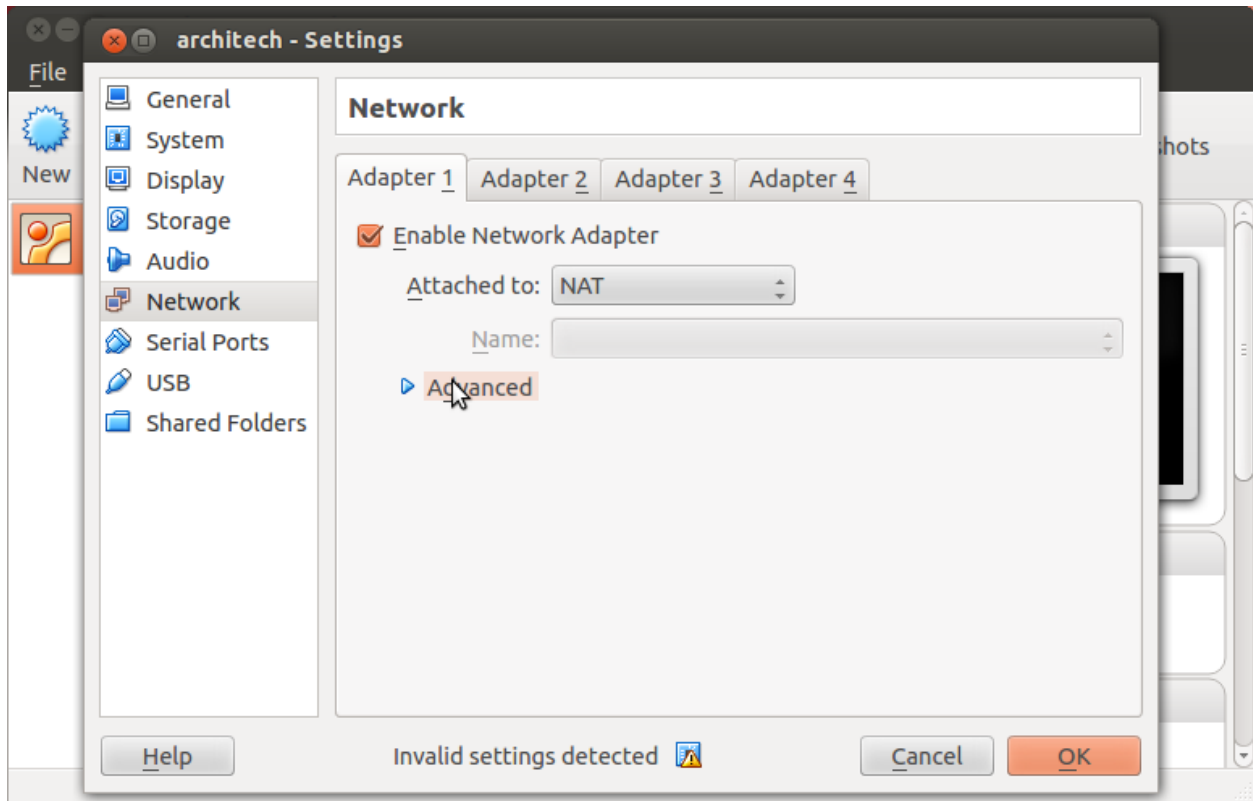 architech - Settings
File
New
shots
General
System
Display
Storage
Audio
Network
Serial Ports
USB
Shared Folders
Network
Adapter 1 Adapter 2 Adapter 3 Adapter 4
Enable Network Adapter
Attached to: NAT
Name:
Advanced
Help Invalid settings detected Cancel OK